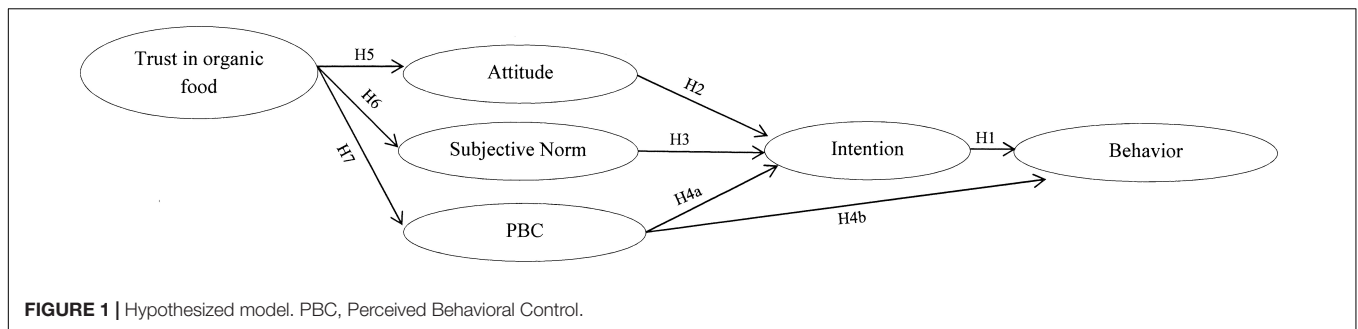 Trust in organic
food
H5
Attitude
H2
H6
Subjective Norm
H3
Intention
H1
Behavior
H7
PBC
H4a
H4b
FIGURE 1 | Hypothesized model. PBC, Perceived Behavioral Control.